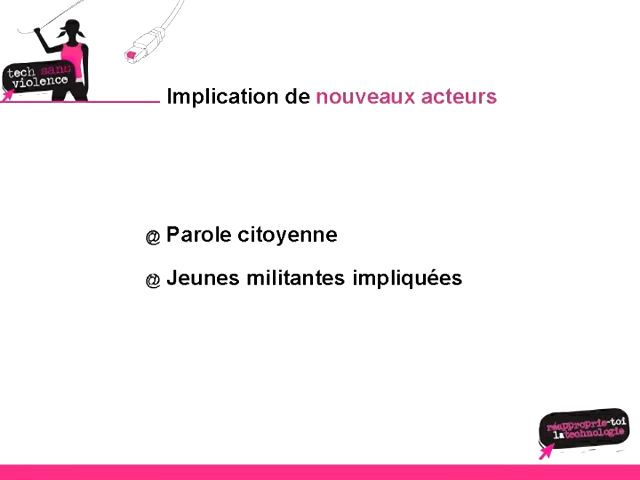 tech sans
violence
Implication de nouveaux acteurs
@ Parole citoyenne
@ Jeunes militantes impliquées
réapproprie-toi
la technologie